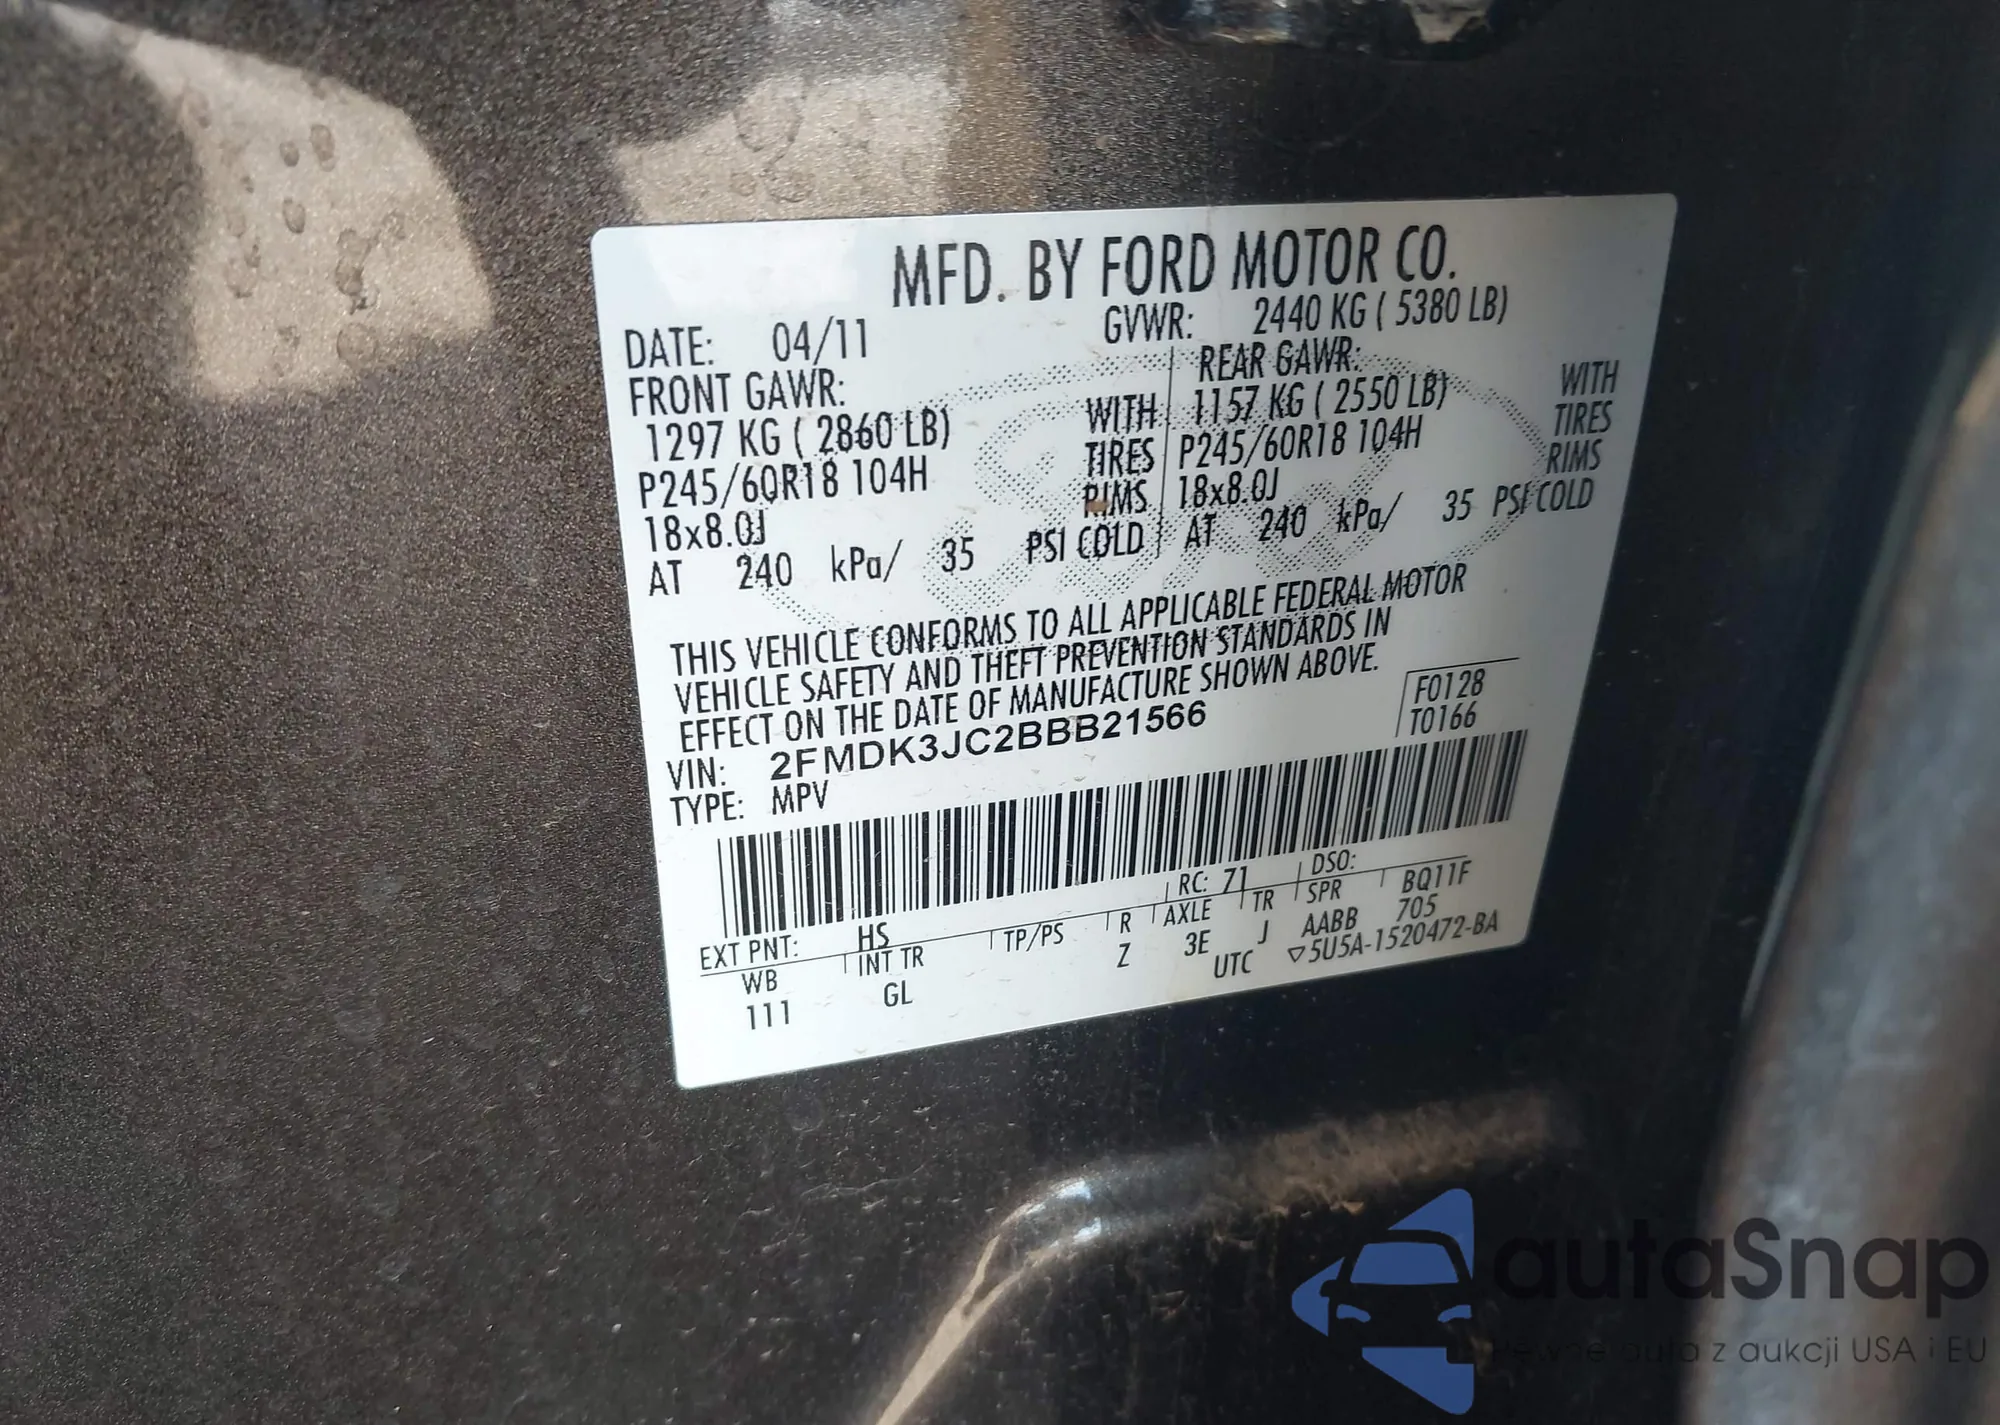 MFD. BY FORD MOTOR CO.
DATE: 04/11 GVWR: 2440 KG ( 5380 LB)
FRONT GAWR: REAR GAWR:
1297 KG ( 2860 LB) WITH 1157 KG ( 2550 LB) WITH
P245/60R18 104H TIRES P245/60R18 104H TIRES
18x8.0J RIMS 18x8.0J RIMS
AT 240 kPa/ 35 PSI COLD AT 240 kPa/ 35 PSI COLD
THIS VEHICLE CONFORMS TO ALL APPLICABLE FEDERAL MOTOR
VEHICLE SAFETY AND THEFT PREVENTION STANDARDS IN
EFFECT ON THE DATE OF MANUFACTURE SHOWN ABOVE.
VIN: 2FMDK3JC2BBB21566 F0128
TYPE: MPV T0166
EXT PNT: HS RC: 71 DSO:
WB INT TR TP/PS R AXLE TR SPR BQ11F
111 GL Z 3E J AABB 705
UTC ▽5U5A-1520472-BA
autaSnap
Pewne auta z aukcji USA i EU